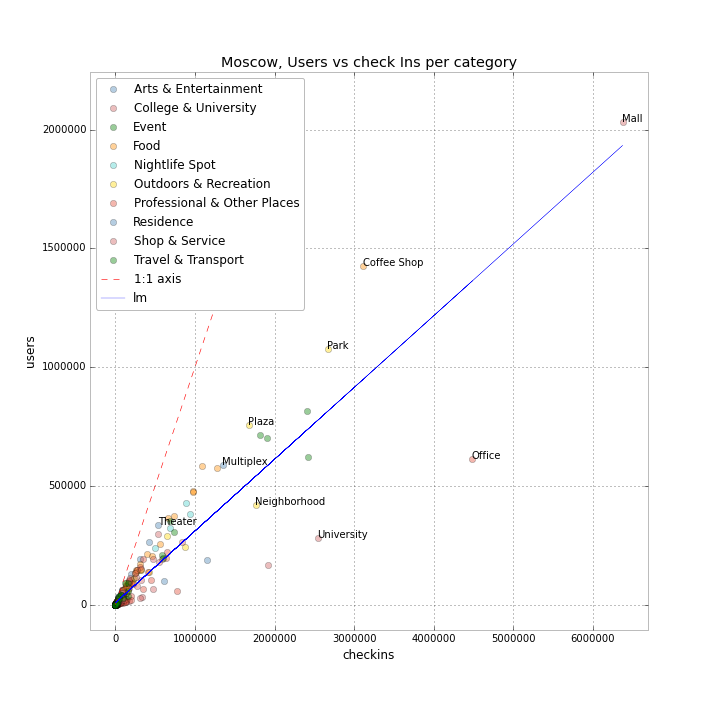 Moscow, Users vs check Ins per category
Arts & Entertainment
College & University
Event
Food
Nightlife Spot
Outdoors & Recreation
Professional & Other Places
Residence
Shop & Service
Travel & Transport
1:1 axis
lm
Mall
Coffee Shop
Park
Plaza
Multiplex
Office
Neighborhood
Theater
University
2000000
1500000
1000000
500000
0
users
0
1000000
2000000
3000000
4000000
5000000
6000000
checkins